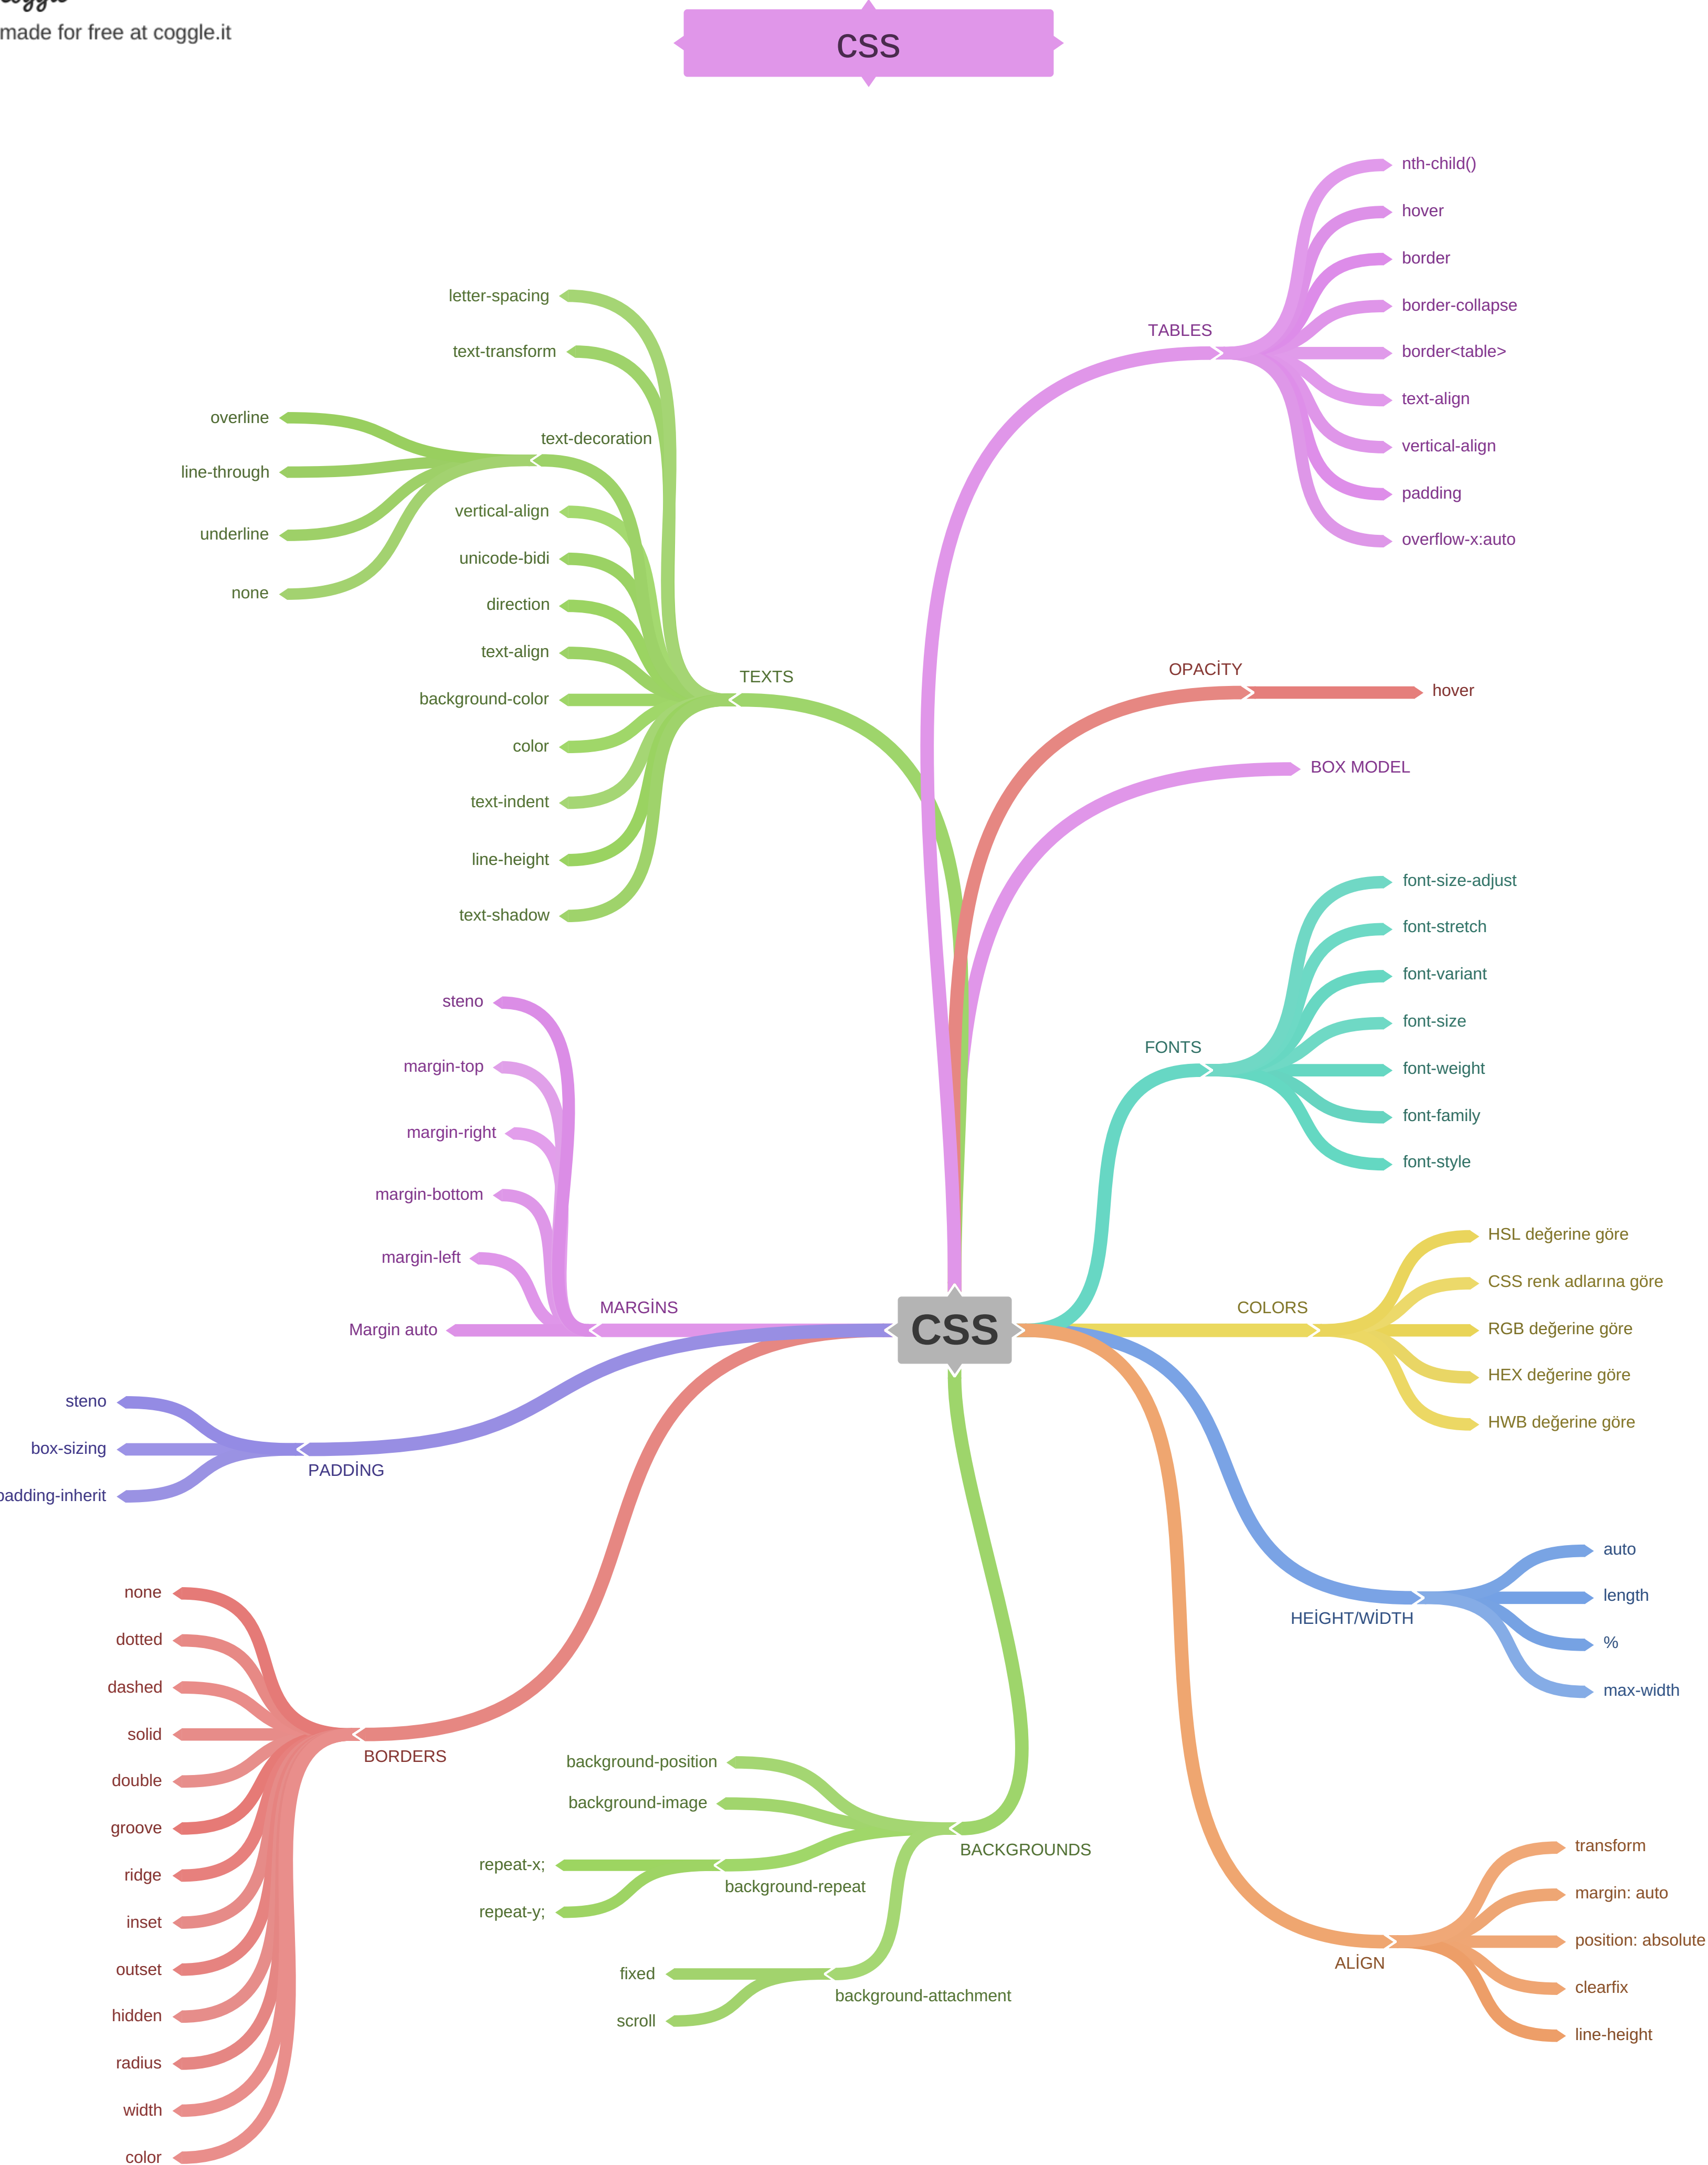 made for free at coggle.it
css
nth-child()
hover
border
border-collapse
TABLES
border<table>
text-align
vertical-align
padding
overflow-x:auto
letter-spacing
text-transform
text-decoration
overline
line-through
underline
none
vertical-align
unicode-bidi
direction
text-align
TEXTS
background-color
color
text-indent
line-height
text-shadow
OPACİTY
hover
BOX MODEL
font-size-adjust
font-stretch
font-variant
font-size
FONTS
font-weight
font-family
font-style
steno
margin-top
margin-right
margin-bottom
margin-left
MARGİNS
Margin auto
CSS
HSL değerine göre
CSS renk adlarına göre
COLORS
RGB değerine göre
HEX değerine göre
HWB değerine göre
steno
box-sizing
PADDİNG
padding-inherit
auto
length
HEİGHT/WİDTH
%
max-width
none
dotted
dashed
solid
BORDERS
double
groove
ridge
inset
outset
hidden
radius
width
color
background-position
background-image
BACKGROUNDS
repeat-x;
background-repeat
repeat-y;
fixed
background-attachment
scroll
transform
margin: auto
position: absolute
ALİGN
clearfix
line-height